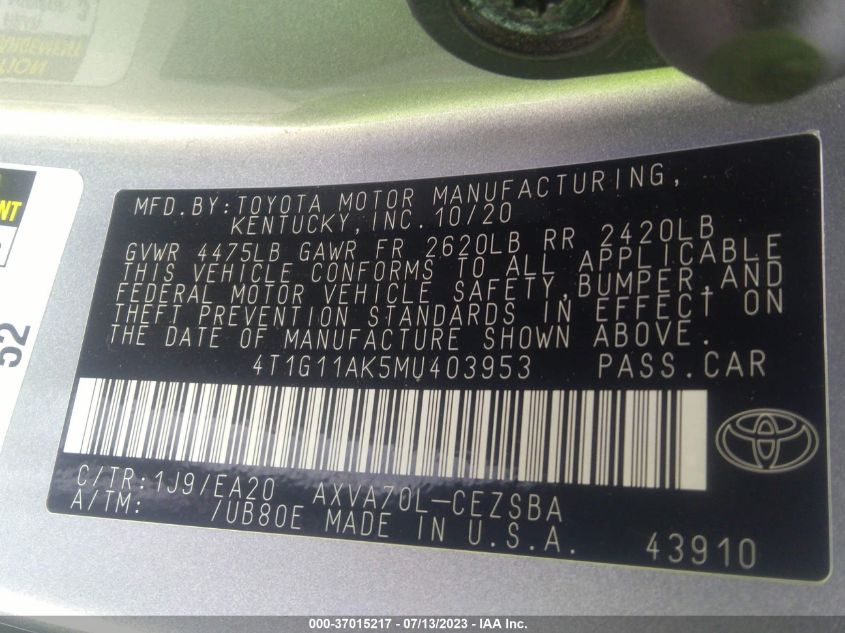 MFD. BY: TOYOTA MOTOR MANUFACTURING,
KENTUCKY, INC. 10/20
GVWR 4475LB GAWR FR 2620LB RR 2420LB
THIS VEHICLE CONFORMS TO ALL APPLICABLE
FEDERAL MOTOR VEHICLE SAFETY, BUMPER, AND
THEFT PREVENTION STANDARDS IN EFFECT ON
THE DATE OF MANUFACTURE SHOWN ABOVE.
4T1G11AK5MU403953 PASS. CAR
C/TR: 1J9/EA20 AXVA70L-CEZSBA
A/TM: /UB80E MADE IN U.S.A. 43910
52
000-37015217 - 07/13/2023 - IAA Inc.